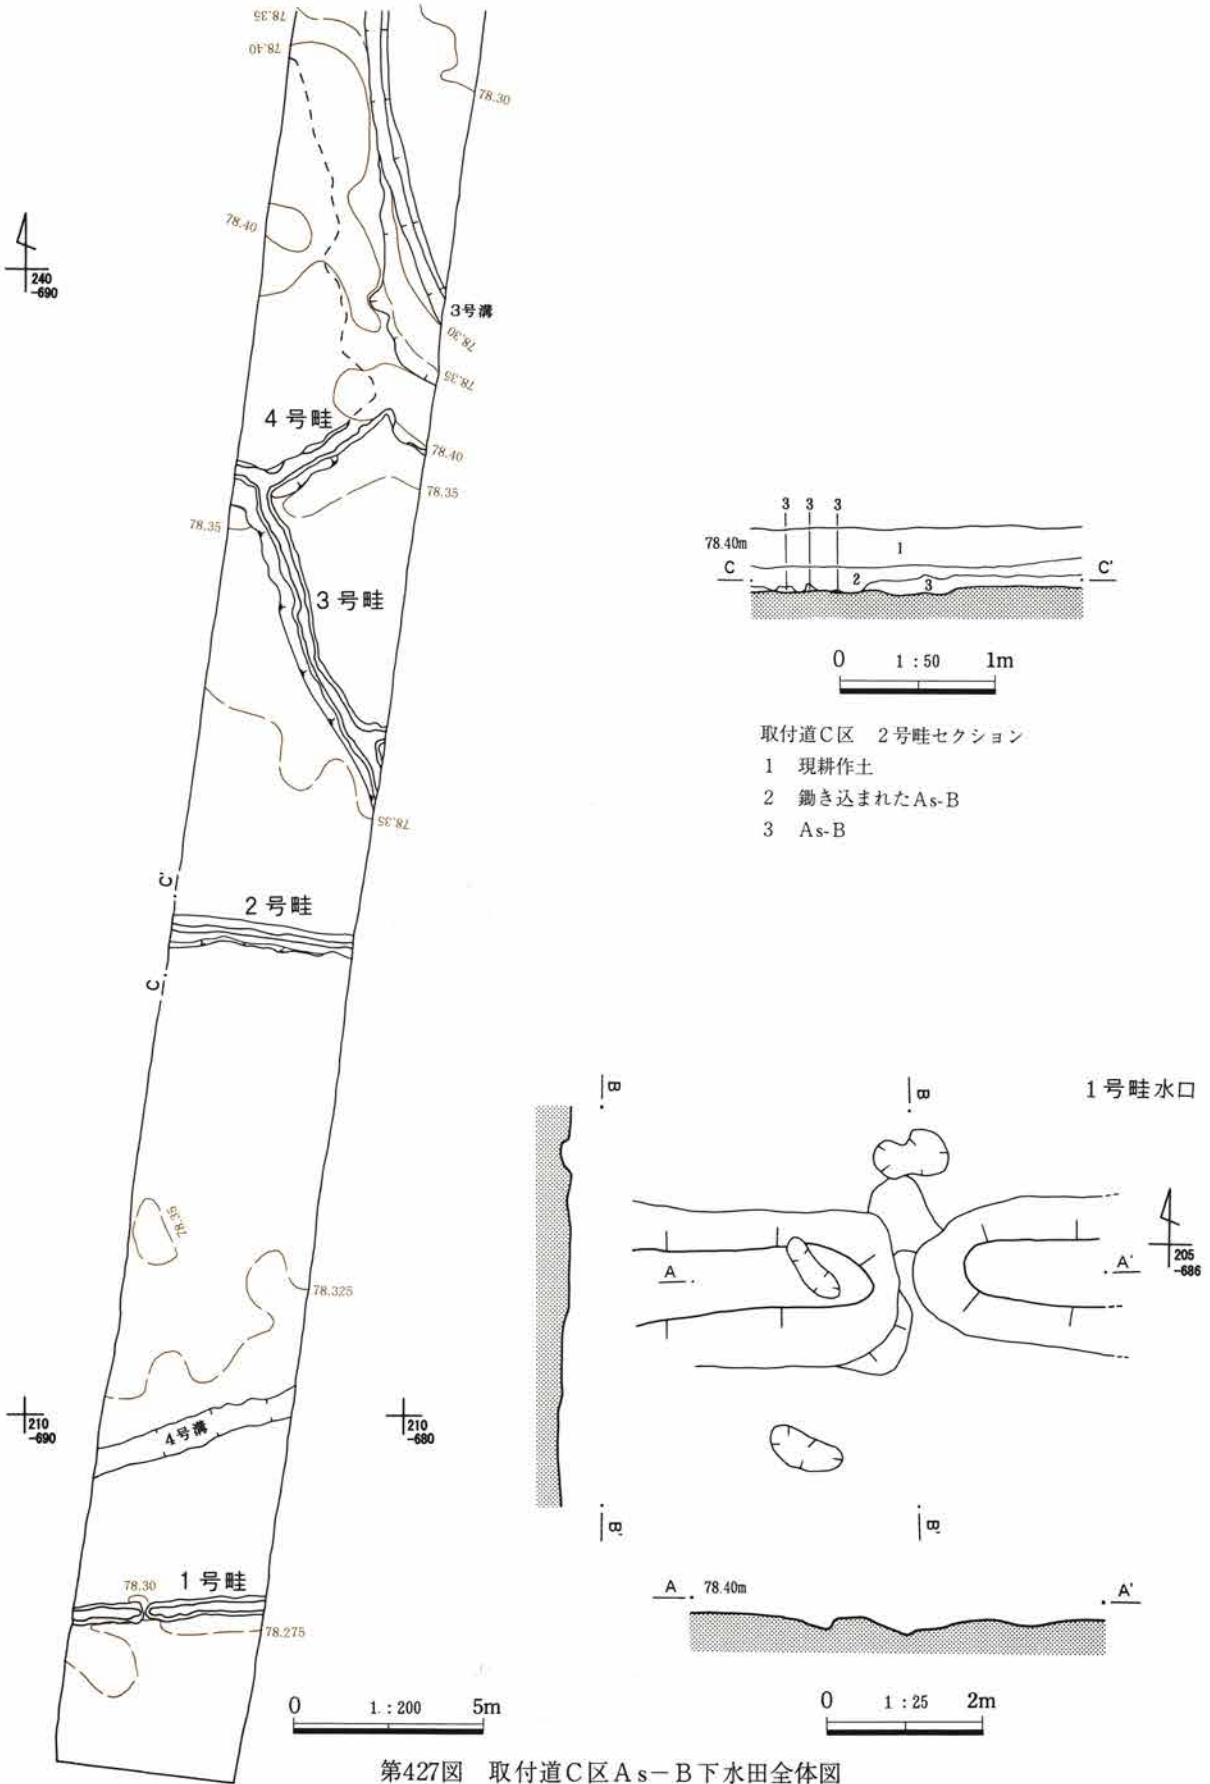 78.35
78.40
78.30
78.40
240
-690
3号溝
78.30
78.35
4号畦
78.40
78.35
78.35
3号畦
78.35
C'
2号畦
C
78.35
78.325
210
-690
210
-680
4号溝
78.30
1号畦
78.275
0 1:200 5m
3 3 3
78.40m
1
C
2
3
C'
0 1:50 1m
取付道C区 2号畦セクション
1 現耕作土
2 鋤き込まれたAs-B
3 As-B
1号畦水口
B
B
A
A'
205
-686
B'
B'
A 78.40m
A'
0 1:25 2m
第427図 取付道C区As-B下水田全体図